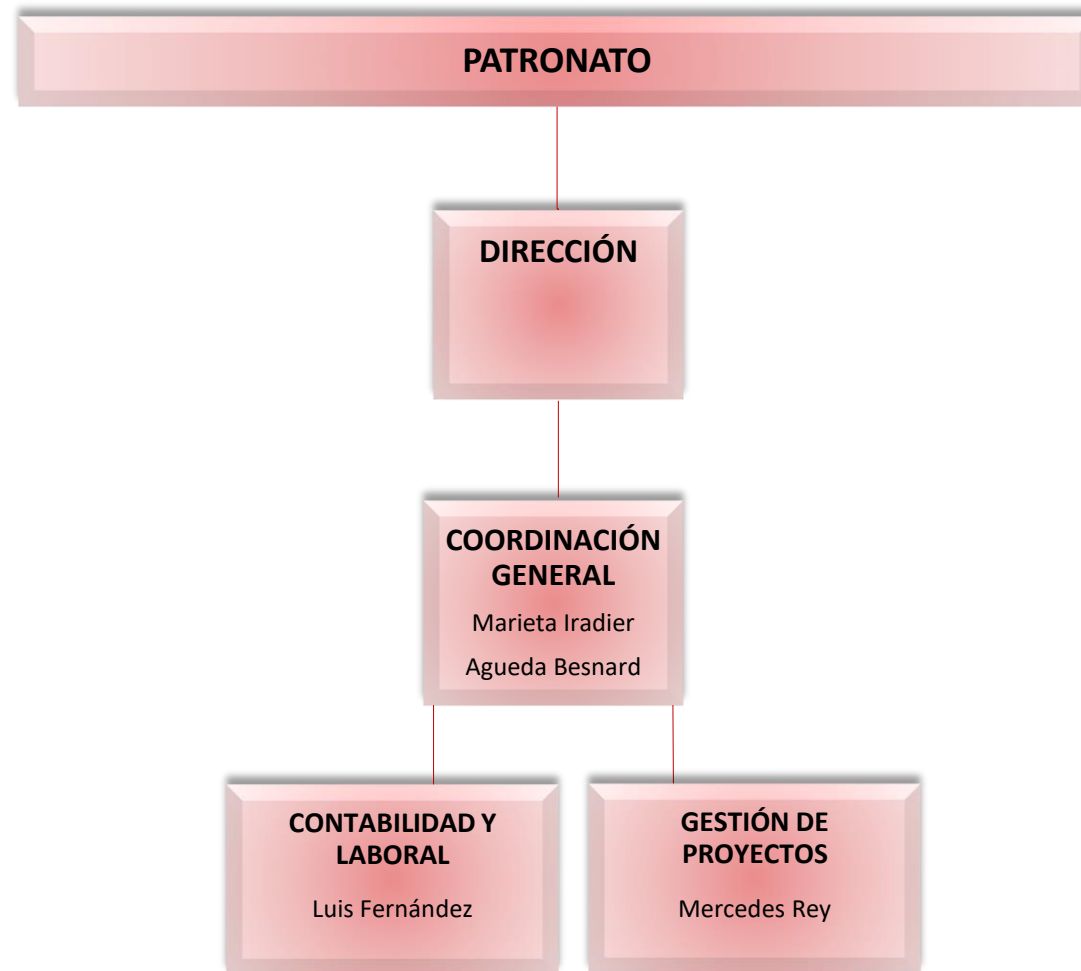 PATRONATO
DIRECCIÓN
COORDINACIÓN
GENERAL
Marieta Iradier
Agueda Besnard
CONTABILIDAD Y
LABORAL
Luis Fernández
GESTIÓN DE
PROYECTOS
Mercedes Rey